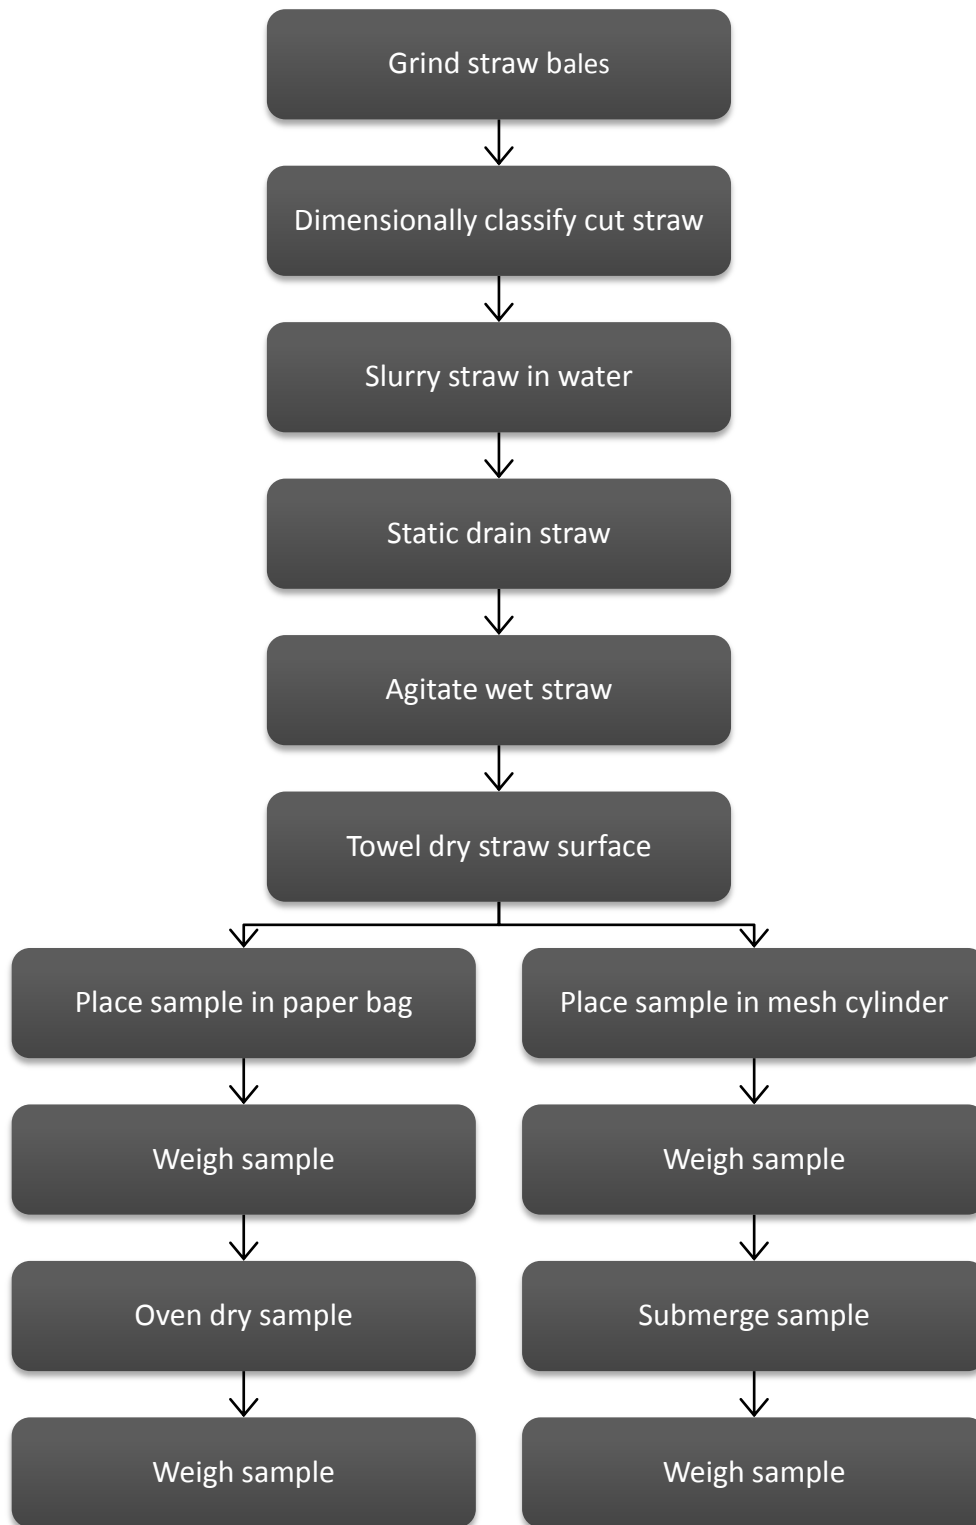 Grind straw bales
Dimensionally classify cut straw
Slurry straw in water
Static drain straw
Agitate wet straw
Towel dry straw surface
Place sample in paper bag
Weigh sample
Oven dry sample
Weigh sample
Place sample in mesh cylinder
Weigh sample
Submerge sample
Weigh sample